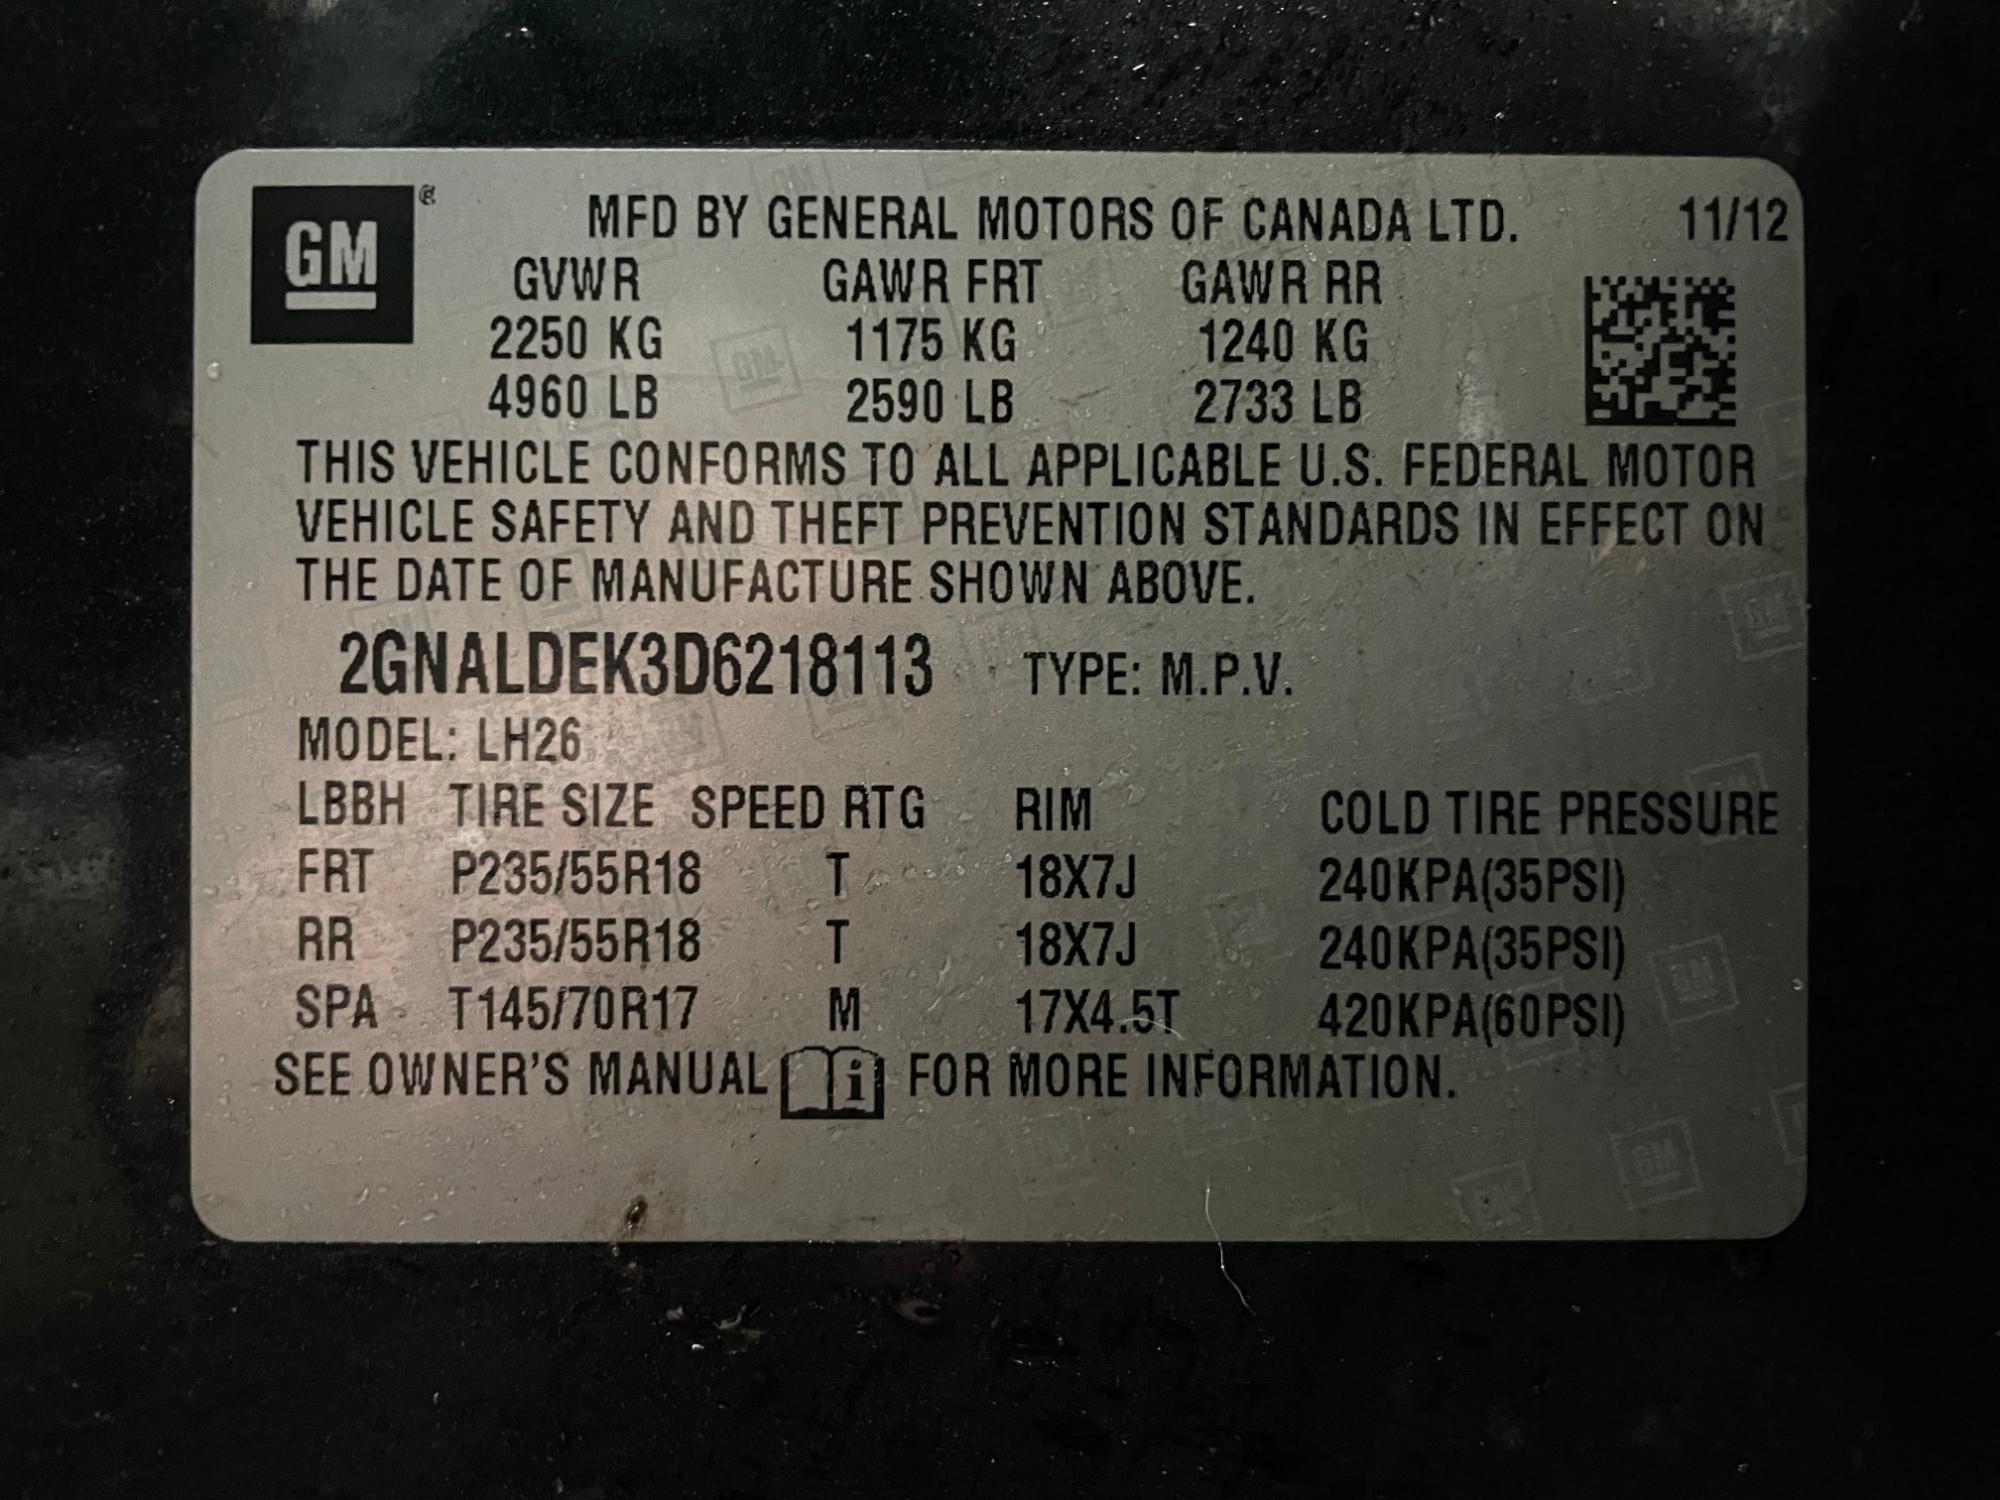 GM
MFD BY GENERAL MOTORS OF CANADA LTD. 11/12
GVWR GAWR FRT GAWR RR
2250 KG 1175 KG 1240 KG
4960 LB 2590 LB 2733 LB
THIS VEHICLE CONFORMS TO ALL APPLICABLE U.S. FEDERAL MOTOR
VEHICLE SAFETY AND THEFT PREVENTION STANDARDS IN EFFECT ON
THE DATE OF MANUFACTURE SHOWN ABOVE.
2GNALDEK3D6218113 TYPE: M.P.V.
MODEL: LH26
LBBH TIRE SIZE SPEED RTG RIM COLD TIRE PRESSURE
FRT P235/55R18 T 18X7J 240KPA(35PSI)
RR P235/55R18 T 18X7J 240KPA(35PSI)
SPA T145/70R17 M 17X4.5T 420KPA(60PSI)
SEE OWNER'S MANUAL i FOR MORE INFORMATION.